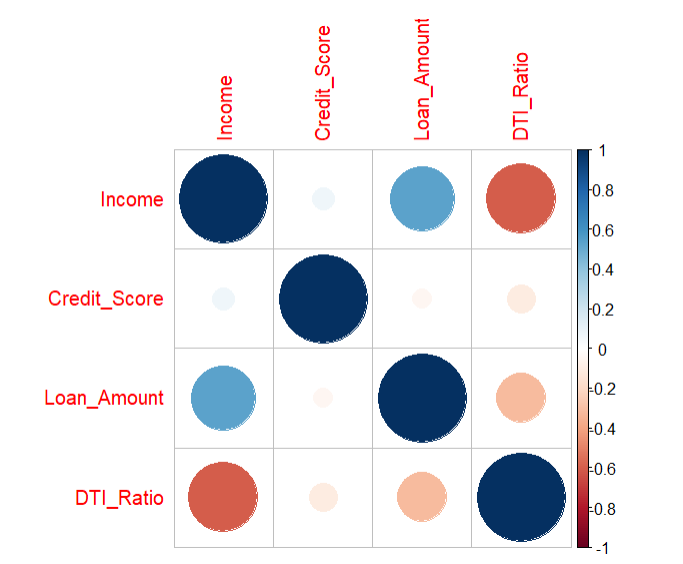 Income
Credit_Score
Loan_Amount
DTI_Ratio
Income
Credit_Score
Loan_Amount
DTI_Ratio
1
0.8
0.6
0.4
0.2
0
-0.2
-0.4
-0.6
-0.8
-1